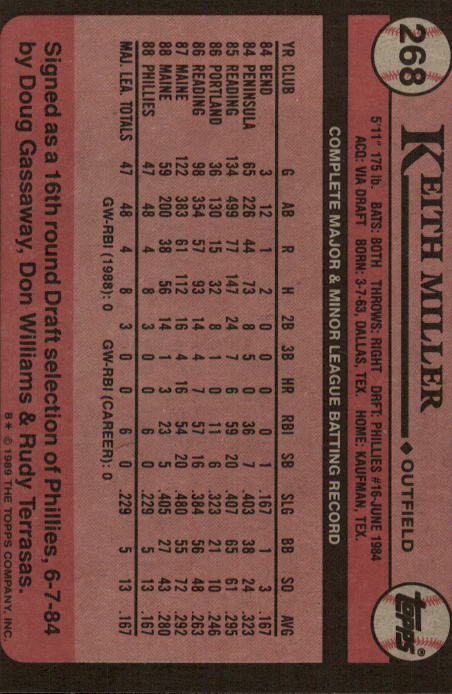 268
KEITH MILLER ◆ OUTFIELD
topps®
5'11" 175 lb. BATS: BOTH THROWS: RIGHT DRFT: PHILLIES #16-JUNE 1984
ACQ: VIA DRAFT BORN: 3-7-63, DALLAS, TEX. HOME: KAUFMAN, TEX.
COMPLETE MAJOR & MINOR LEAGUE BATTING RECORD
YR CLUB G AB R H 2B 3B HR RBI SB SLG BB SO AVG
84 BEND 3 12 1 2 0 0 0 0 1 .167 1 3 .167
84 PENINSULA 65 226 44 73 8 5 0 36 7 .403 38 24 .323
85 READING 134 499 77 147 24 7 6 59 20 .407 65 61 .295
86 PORTLAND 36 130 15 32 8 1 0 11 6 .323 21 10 .246
86 READING 98 354 57 93 14 4 7 57 16 .384 56 48 .263
87 MAINE 122 383 61 112 16 4 16 54 20 .480 55 72 .292
88 MAINE 59 200 38 56 14 1 3 23 5 .405 27 43 .280
88 PHILLIES 47 48 4 8 3 0 0 6 0 .229 5 13 .167
MAJ. LEA. TOTALS 47 48 4 8 3 0 0 6 0 .229 5 13 .167
GW-RBI (1988): 0 GW-RBI (CAREER): 0
Signed as a 16th round Draft selection of Phillies, 6-7-84
by Doug Gassaway, Don Williams & Rudy Terrasas.
B* © 1989 THE TOPPS COMPANY, INC.